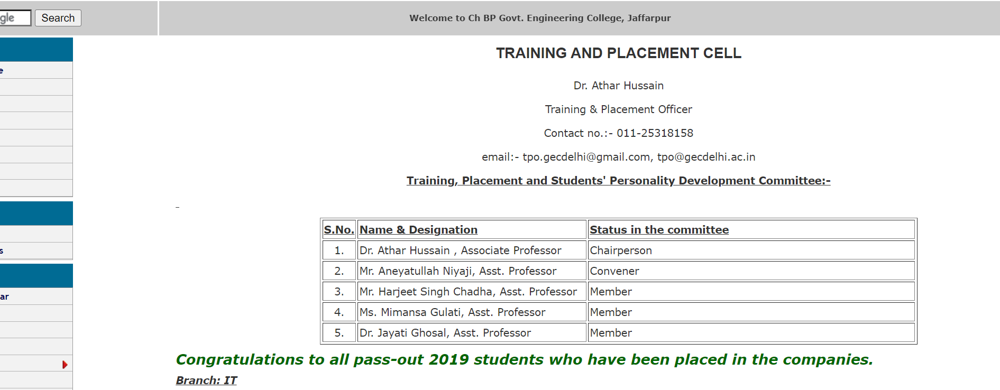 Search
Welcome to Ch BP Govt. Engineering College, Jaffarpur
TRAINING AND PLACEMENT CELL
Dr. Athar Hussain
Training & Placement Officer
Contact no.:- 011-25318158
email:- tpo.gecdelhi@gmail.com, tpo@gecdelhi.ac.in
Training, Placement and Students' Personality Development Committee:-
S.No. Name & Designation Status in the committee
1. Dr. Athar Hussain , Associate Professor Chairperson
2. Mr. Aneyatullah Niyaji, Asst. Professor Convener
3. Mr. Harjeet Singh Chadha, Asst. Professor Member
4. Ms. Mimansa Gulati, Asst. Professor Member
5. Dr. Jayati Ghosal, Asst. Professor Member
Congratulations to all pass-out 2019 students who have been placed in the companies.
Branch: IT